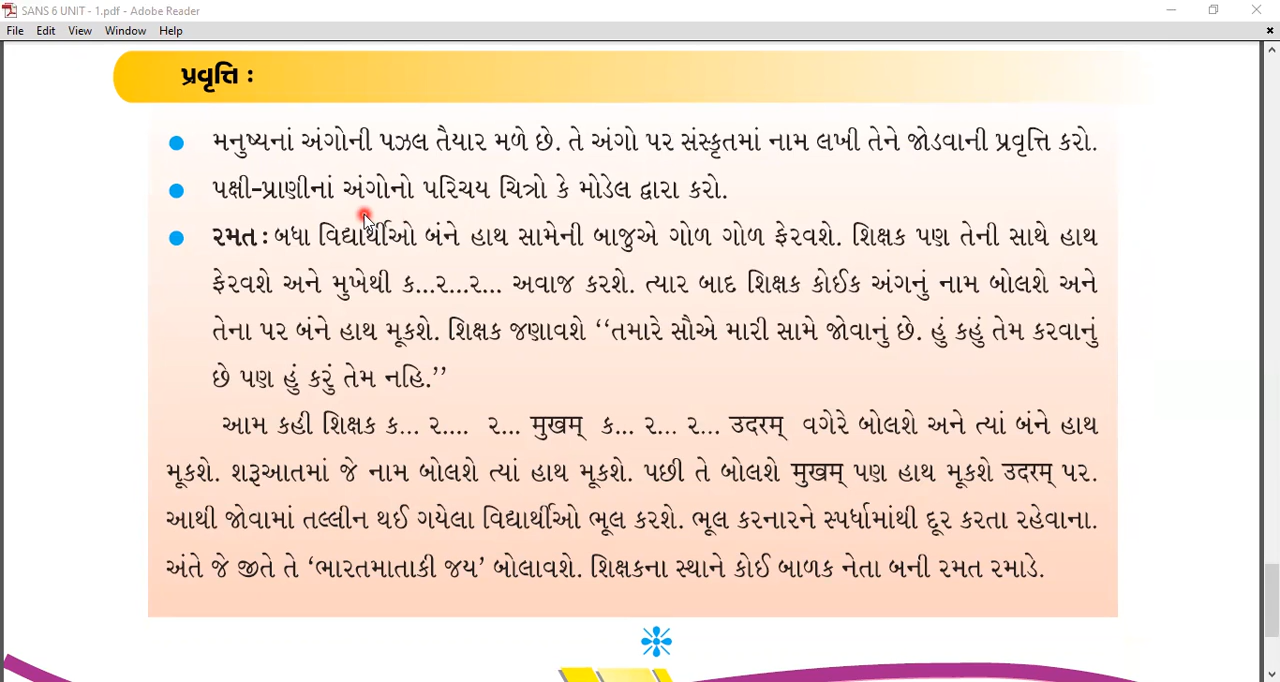 SANS 6 UNIT - 1.pdf - Adobe Reader
File Edit View Window Help
પ્રવૃત્તિ :
મનુષ્યનાં અંગોની પઝલ તૈયાર મળે છે. તે અંગો પર સંસ્કૃતમાં નામ લખી તેને જોડવાની પ્રવૃત્તિ કરો.
પક્ષી-પ્રાણીનાં અંગોનો પરિચય ચિત્રો કે મોડેલ દ્વારા કરો.
રમત : બધા વિદ્યાર્થીઓ બંને હાથ સામેની બાજુએ ગોળ ગોળ ફેરવશે. શિક્ષક પણ તેની સાથે હાથ
ફેરવશે અને મુખેથી ક...ર...ર... અવાજ કરશે. ત્યાર બાદ શિક્ષક કોઈક અંગનું નામ બોલશે અને
તેના પર બંને હાથ મૂકશે. શિક્ષક જણાવશે ‘‘તમારે સૌએ મારી સામે જોવાનું છે. હું કહું તેમ કરવાનું
છે પણ હું કરું તેમ નહિ.’’
આમ કહી શિક્ષક ક... ર.... ર... मुखम् ક... ર... ર... उदरम् વગેરે બોલશે અને ત્યાં બંને હાથ
મૂકશે. શરૂઆતમાં જે નામ બોલશે ત્યાં હાથ મૂકશે. પછી તે બોલશે मुखम् પણ હાથ મૂકશે उदरम् પર.
આથી જોવામાં તલ્લીન થઈ ગયેલા વિદ્યાર્થીઓ ભૂલ કરશે. ભૂલ કરનારને સ્પર્ધામાંથી દૂર કરતા રહેવાના.
અંતે જે જીતે તે ‘ભારતમાતાકી જય’ બોલાવશે. શિક્ષકના સ્થાને કોઈ બાળક નેતા બની રમત રમાડે.